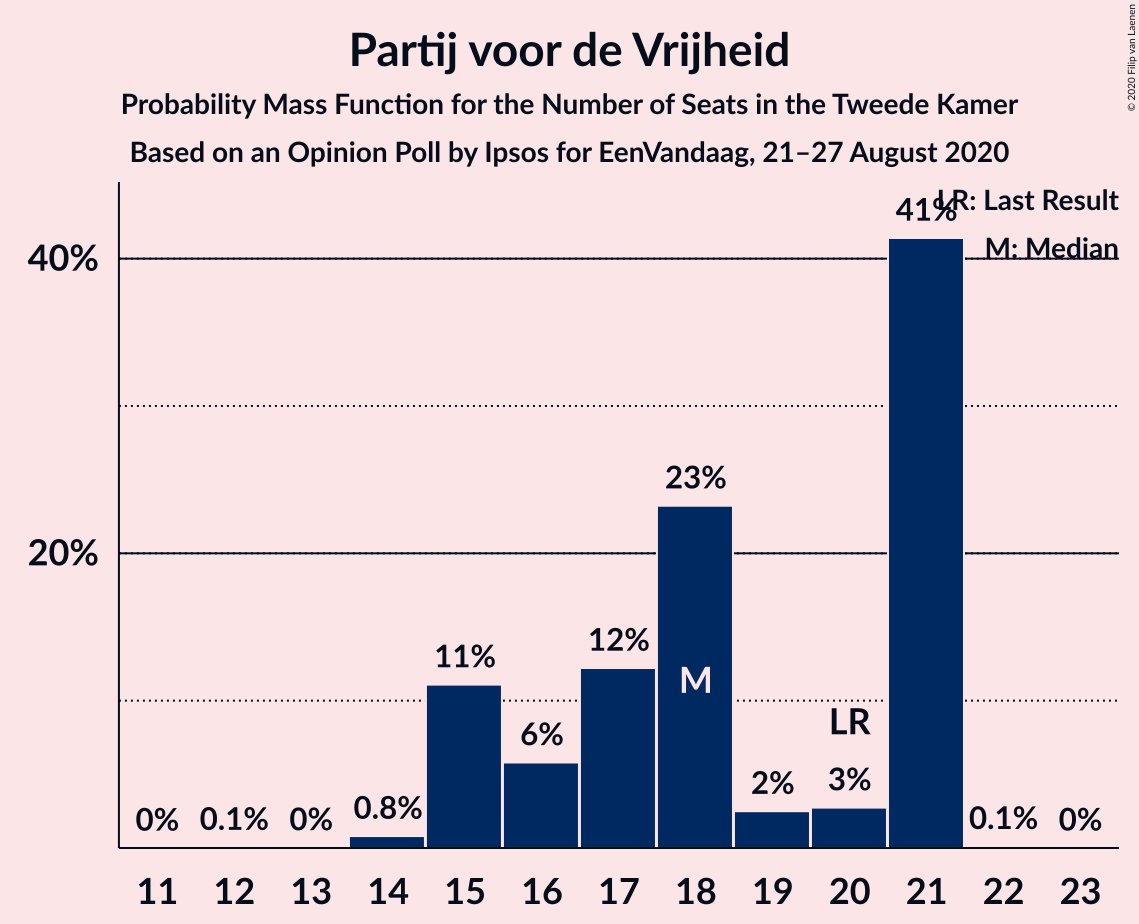 Partij voor de Vrijheid
Probability Mass Function for the Number of Seats in the Tweede Kamer
Based on an Opinion Poll by Ipsos for EenVandaag, 21–27 August 2020
© 2020 Filip van Laenen
LR: Last Result
M: Median
40%
20%
0%
0.1%
0%
0.8%
11%
6%
12%
23%
M
2%
LR
3%
41%
0.1%
0%
11 12 13 14 15 16 17 18 19 20 21 22 23